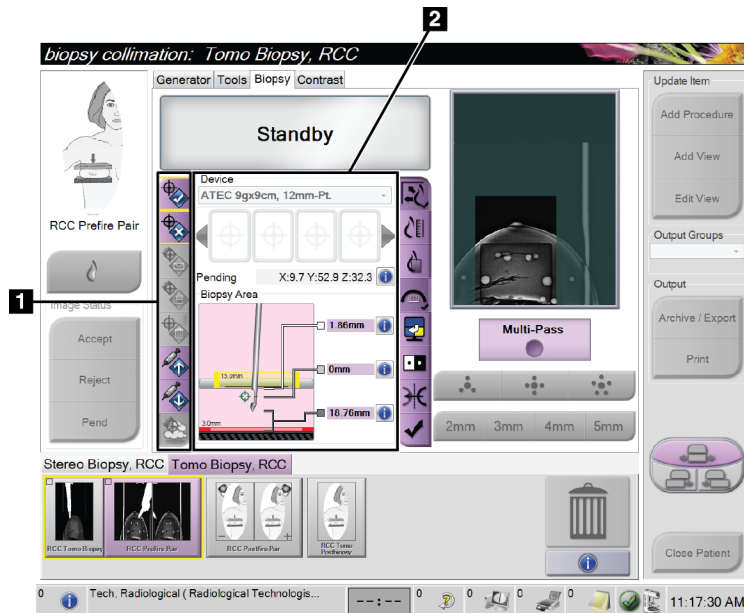 2
biopsy collimation: Tomo Biopsy, RCC
Generator Tools Biopsy Contrast
Update Item
Standby
Add Procedure
Add View
Edit View
Device
ATEC 9gx9cm, 12mm-Pt.
RCC Prefire Pair
Output Groups
Pending X:9.7 Y:52.9 Z:32.3
Biopsy Area
1
Image Status
Output
Accept
Reject
Pend
1.86mm
15.0mm
0mm
18.76mm
3.0mm
Multi-Pass
Archive / Export
Print
2mm 3mm 4mm 5mm
Stereo Biopsy, RCC Tomo Biopsy, RCC
RCC Tomo Biopsy
RCC Prefire Pair
RCC Postfire Pair
RCC Tomo
Postbiopsy
Close Patient
0 Tech, Radiological ( Radiological Technologis... --:-- 0 0 0 0 11:17:30 AM